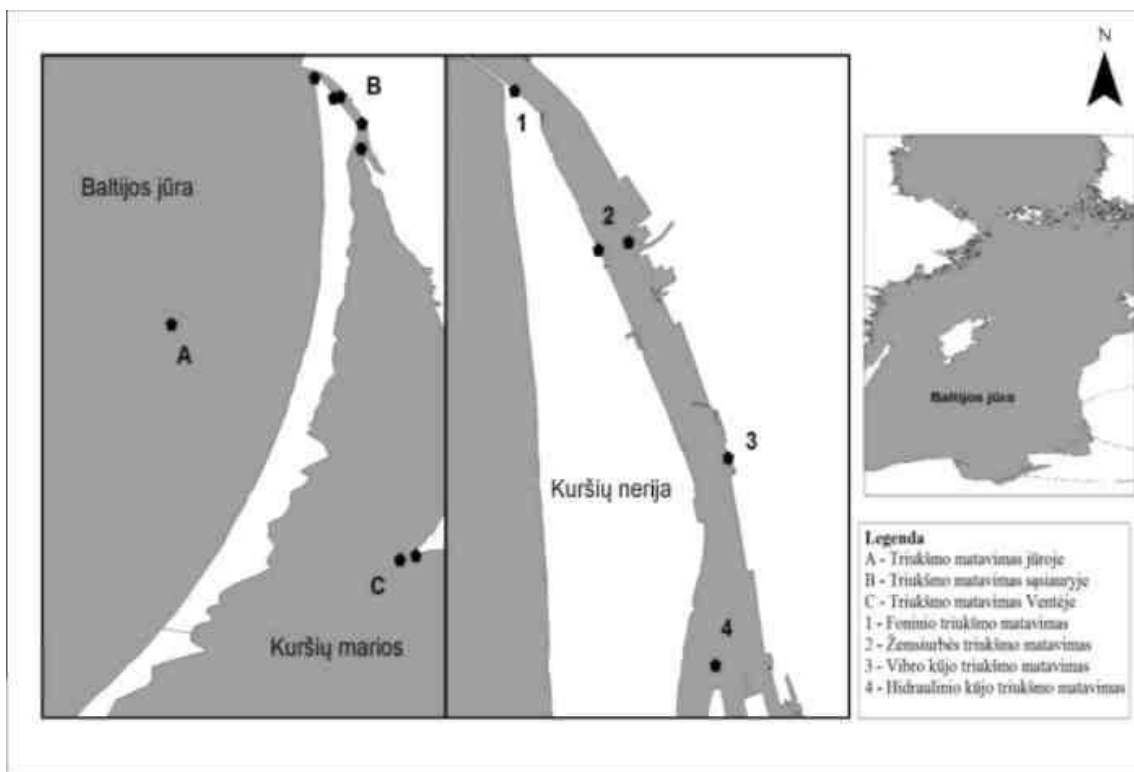 N
B
1
Baltijos jūra
2
A
3
Kuršių nerija
Baltijos jūra
C
4
Kuršių marios
Legenda
A - Triukšmo matavimas jūroje
B - Triukšmo matavimas sąsiauryje
C - Triukšmo matavimas Ventėje
1 - Foninio triukšmo matavimas
2 - Žemsiurbės triukšmo matavimas
3 - Vibro kūjo triukšmo matavimas
4 - Hidraulinio kūjo triukšmo matavimas